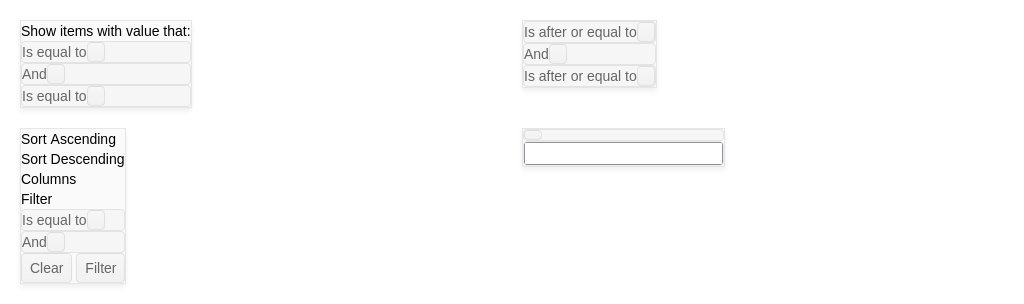 Show items with value that:
Is equal to
And
Is equal to
Is after or equal to
And
Is after or equal to
Sort Ascending
Sort Descending
Columns
Filter
Is equal to
And
Clear Filter